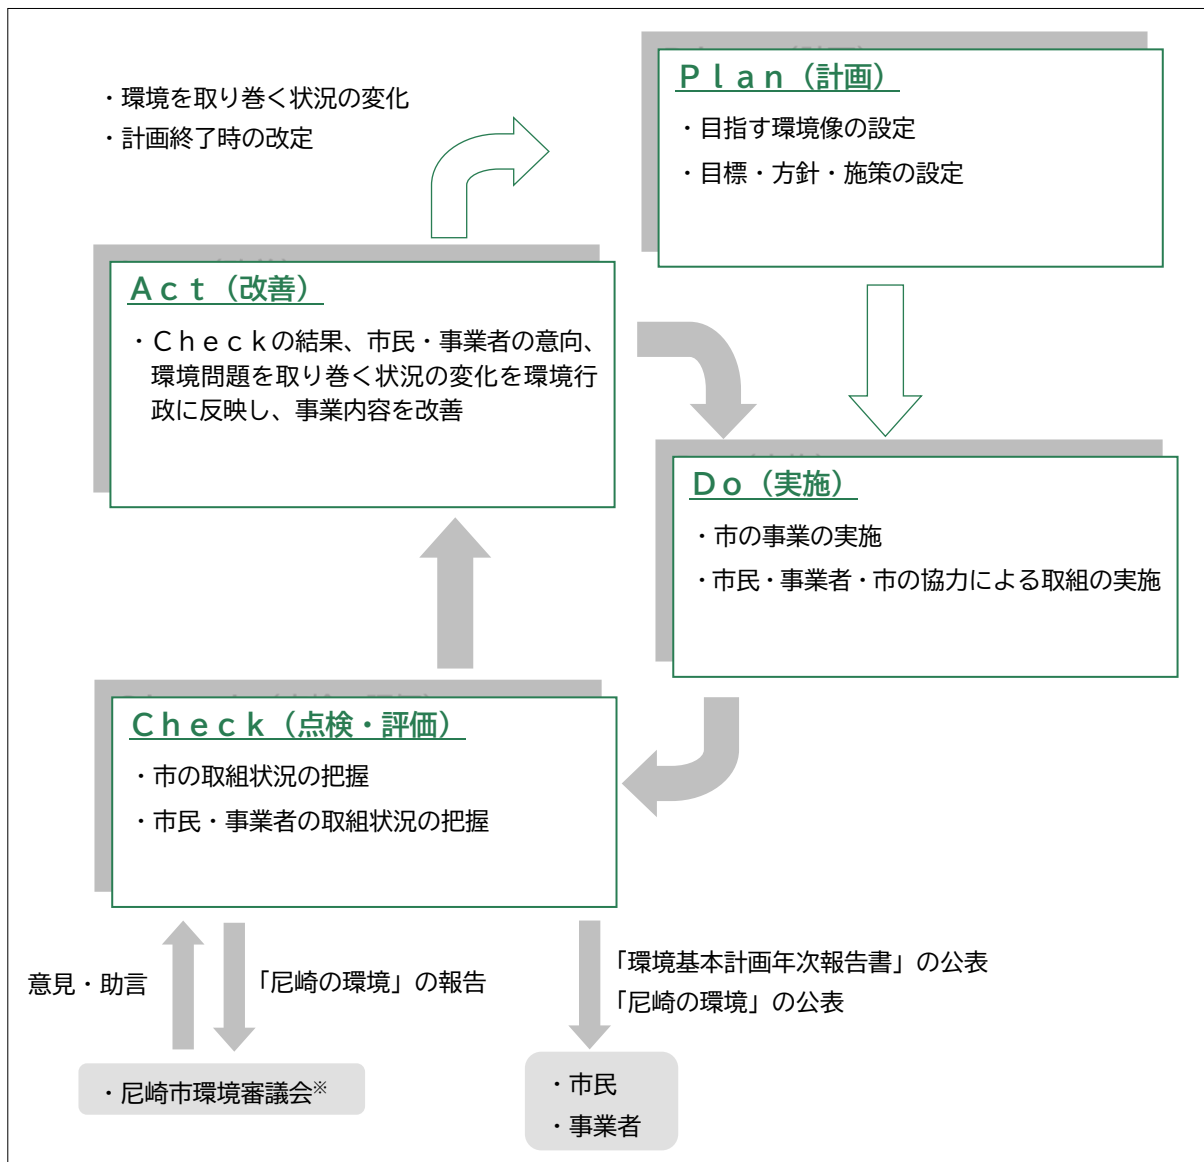 ・環境を取り巻く状況の変化
・計画終了時の改定
Ｐｌａｎ（計画）
・目指す環境像の設定
・目標・方針・施策の設定
Ａｃｔ（改善）
・Ｃｈｅｃｋの結果、市民・事業者の意向、
環境問題を取り巻く状況の変化を環境行
政に反映し、事業内容を改善
Ｄｏ（実施）
・市の事業の実施
・市民・事業者・市の協力による取組の実施
Ｃｈｅｃｋ（点検・評価）
・市の取組状況の把握
・市民・事業者の取組状況の把握
意見・助言
「尼崎の環境」の報告
「環境基本計画年次報告書」の公表
「尼崎の環境」の公表
・尼崎市環境審議会※
・市民
・事業者